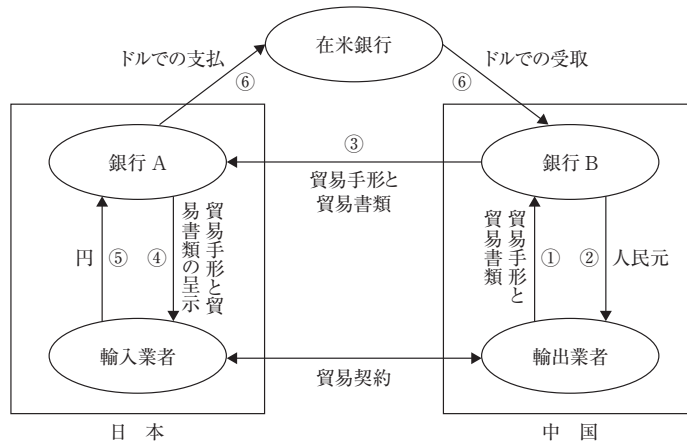 在米銀行
ドルでの支払
⑥
ドルでの受取
⑥
銀行 A
③
銀行 B
貿易手形と
貿易書類
円
⑤
④
貿易手形と貿
易書類の呈示
貿易手形と
貿易書類
①
②
人民元
輸入業者
輸出業者
貿易契約
日 本
中 国